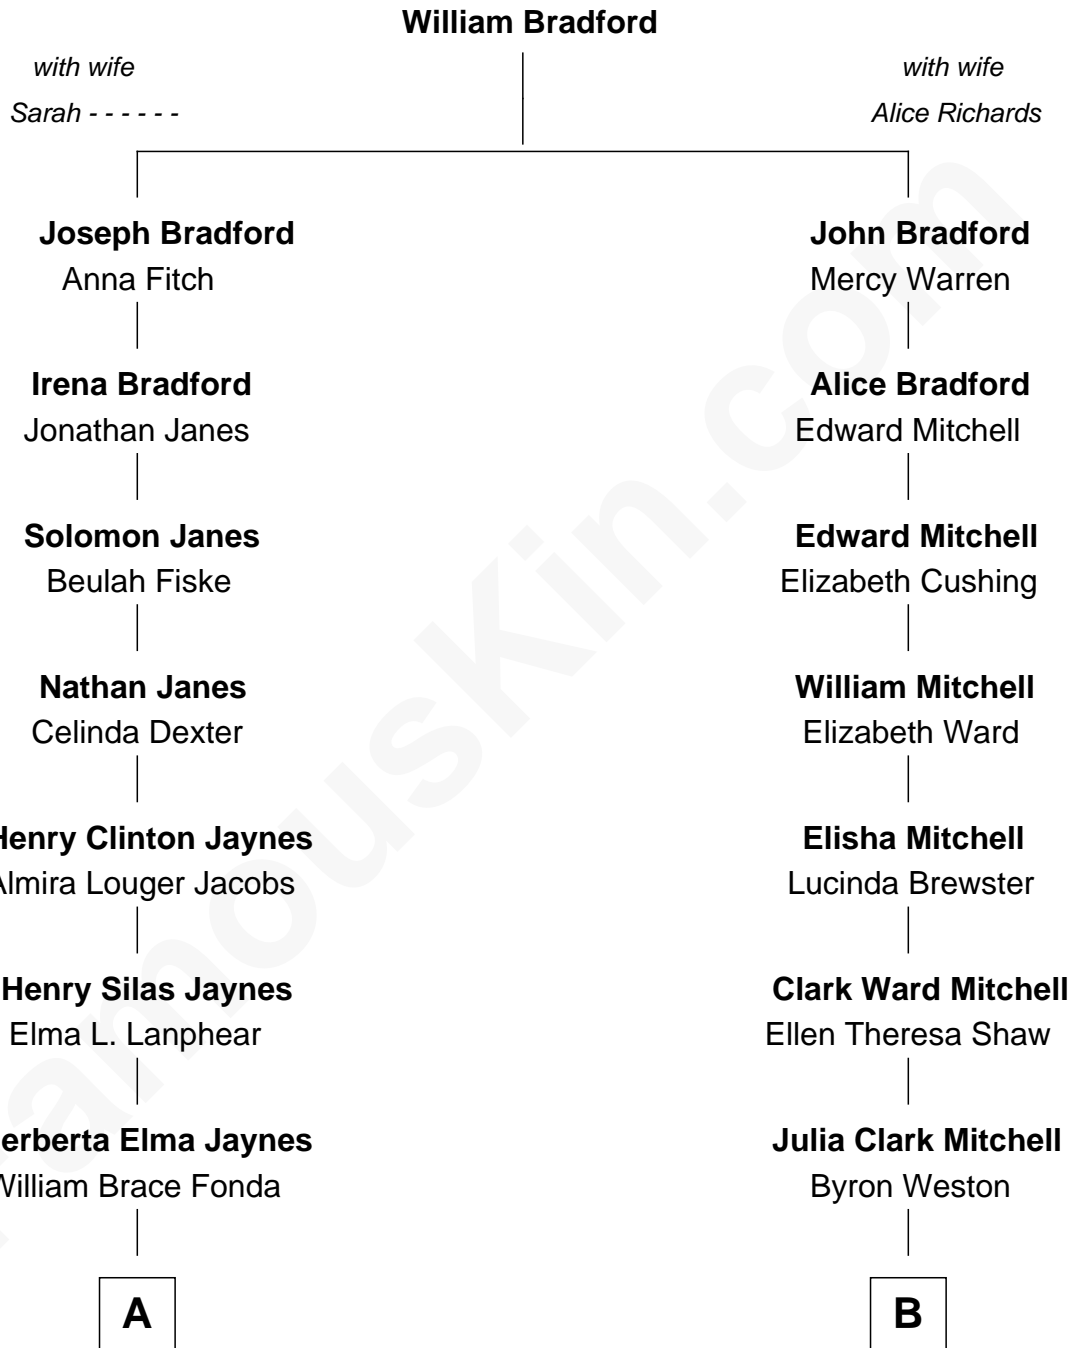 William Bradford
with wife
Sarah - - - - - -
with wife
Alice Richards
Joseph Bradford
Anna Fitch
John Bradford
Mercy Warren
Irena Bradford
Jonathan Janes
Alice Bradford
Edward Mitchell
Solomon Janes
Beulah Fiske
Edward Mitchell
Elizabeth Cushing
Nathan Janes
Celinda Dexter
William Mitchell
Elizabeth Ward
Henry Clinton Jaynes
Almira Louger Jacobs
Elisha Mitchell
Lucinda Brewster
Henry Silas Jaynes
Elma L. Lanphear
Clark Ward Mitchell
Ellen Theresa Shaw
erberta Elma Jaynes
William Brace Fonda
Julia Clark Mitchell
Byron Weston
A
B
FamousKin.com